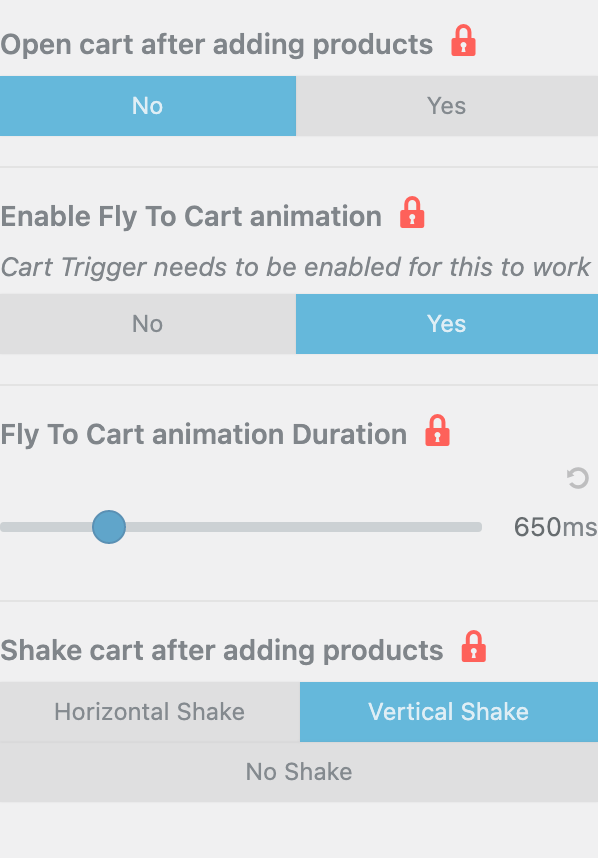 Open cart after adding products
No Yes
Enable Fly To Cart animation
Cart Trigger needs to be enabled for this to work
No Yes
Fly To Cart animation Duration
650ms
Shake cart after adding products
Horizontal Shake Vertical Shake
No Shake